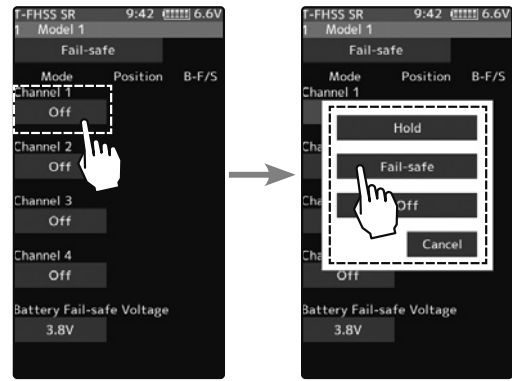 T-FHSS SR 9:42 6.6V
1 Model 1
Fail-safe
Mode Position B-F/S
Channel 1
Off
Channel 2
Off
Channel 3
Off
Channel 4
Off
Battery Fail-safe Voltage
3.8V
T-FHSS SR 9:42 6.6V
1 Model 1
Fail-safe
Mode Position B-F/S
Channel 1
Hold
Cha
Fail-safe
Cha
Off
Cancel
Cha
Off
Battery Fail-safe Voltage
3.8V